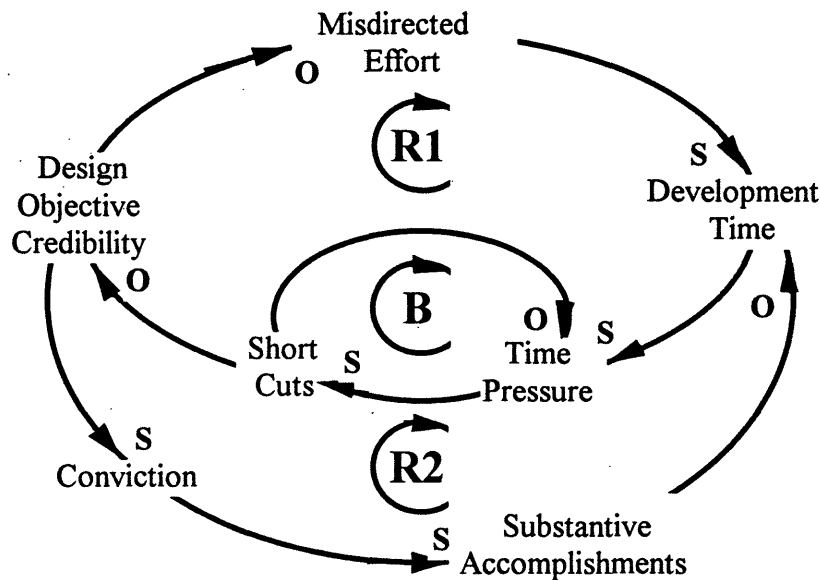 Misdirected
Effort
O
R1
S
Design
Objective
Credibility
Development
Time
O
O
B
O
S
Short
Cuts
S
Time
Pressure
S
Conviction
R2
S
Substantive
Accomplishments